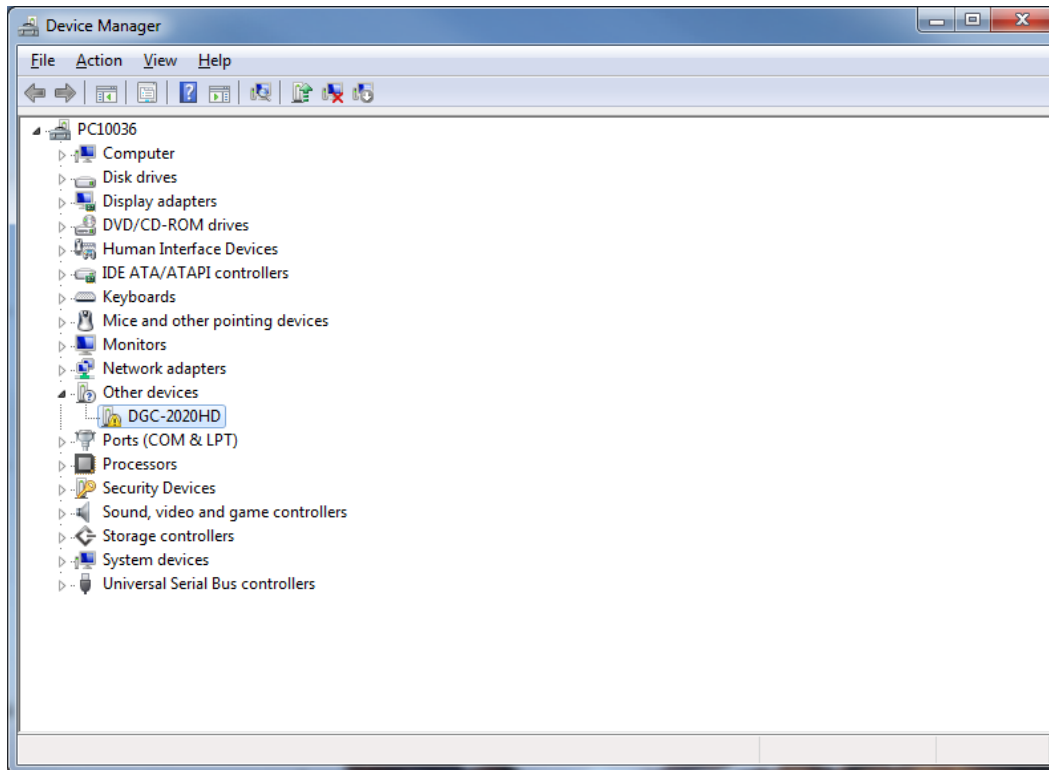 Device Manager
File Action View Help
PC10036
Computer
Disk drives
Display adapters
DVD/CD-ROM drives
Human Interface Devices
IDE ATA/ATAPI controllers
Keyboards
Mice and other pointing devices
Monitors
Network adapters
Other devices
DGC-2020HD
Ports (COM & LPT)
Processors
Security Devices
Sound, video and game controllers
Storage controllers
System devices
Universal Serial Bus controllers